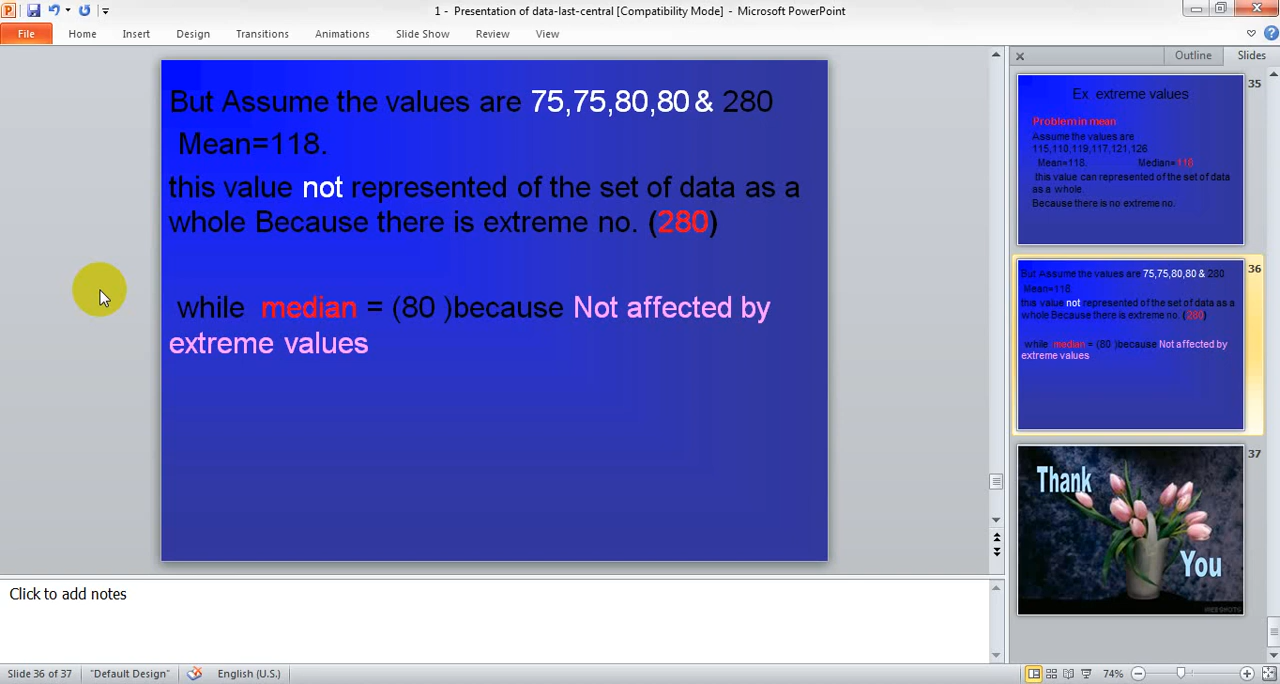 1 - Presentation of data-last-central [Compatibility Mode] - Microsoft PowerPoint
File Home Insert Design Transitions Animations Slide Show Review View
But Assume the values are 75,75,80,80 & 280
Mean=118.
this value not represented of the set of data as a
whole Because there is extreme no. (280)
while median = (80 )because Not affected by
extreme values
Click to add notes
Outline Slides
35
Ex extreme values
Problem in mean
Assume the values are
115,110,119,117,121,126
Mean=118. Median=118
this value can represented of the set of data
as a whole.
Because there is no extreme no.
36
But Assume the values are 75,75,80,80 & 280
Mean=118.
this value not represented of the set of data as a
whole Because there is extreme no. (280)
while median = (80 )because Not affected by
extreme values
37
Thank
You
WEBSHOTS
Slide 36 of 37 "Default Design" English (U.S.) 74%